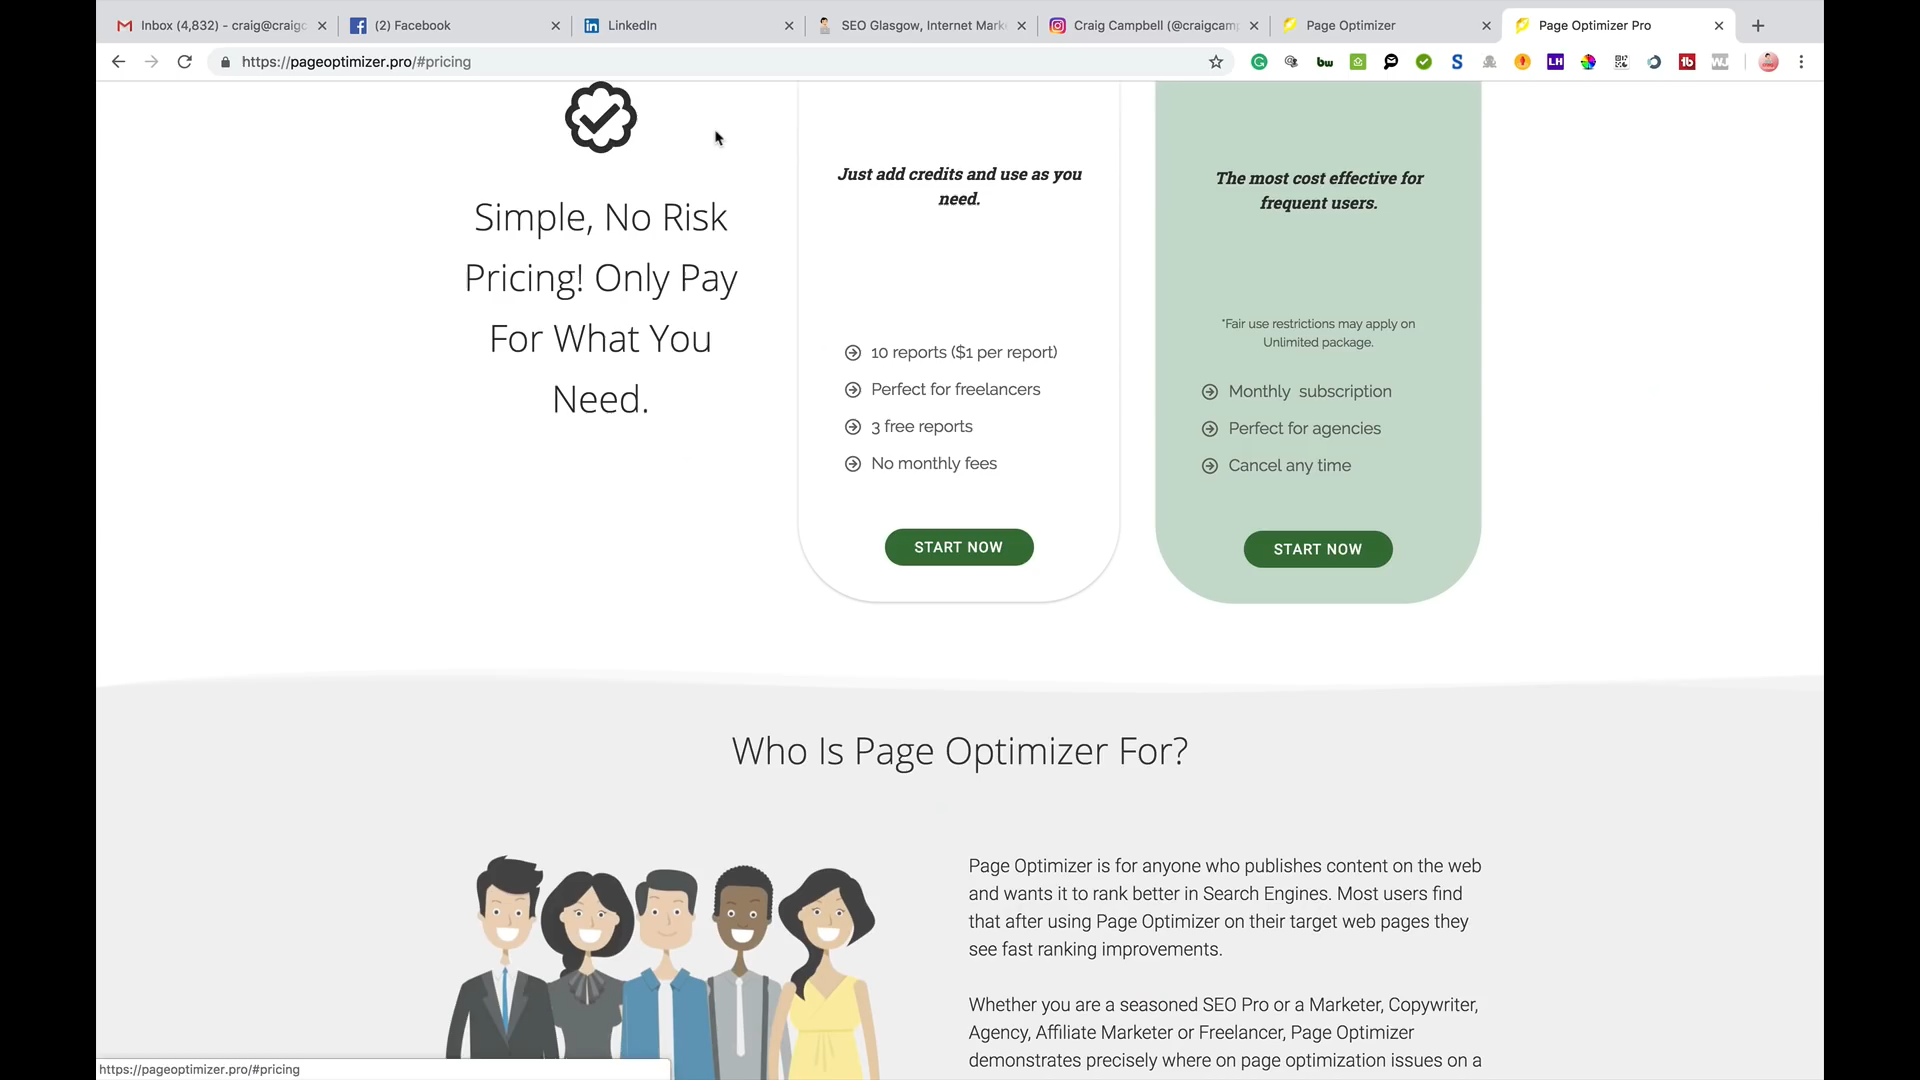 Inbox (4,832) - craig@craigc
(2) Facebook
LinkedIn
SEO Glasgow, Internet Mark
Craig Campbell (@craigcam
Page Optimizer
Page Optimizer Pro
https://pageoptimizer.pro/#pricing
Simple, No Risk
Pricing! Only Pay
For What You
Need.
Just add credits and use as you
need.
10 reports ($1 per report)
Perfect for freelancers
3 free reports
No monthly fees
START NOW
The most cost effective for
frequent users.
*Fair use restrictions may apply on
Unlimited package.
Monthly subscription
Perfect for agencies
Cancel any time
START NOW
Who Is Page Optimizer For?
Page Optimizer is for anyone who publishes content on the web
and wants it to rank better in Search Engines. Most users find
that after using Page Optimizer on their target web pages they
see fast ranking improvements.
Whether you are a seasoned SEO Pro or a Marketer, Copywriter,
Agency, Affiliate Marketer or Freelancer, Page Optimizer
demonstrates precisely where on page optimization issues on a
https://pageoptimizer.pro/#pricing